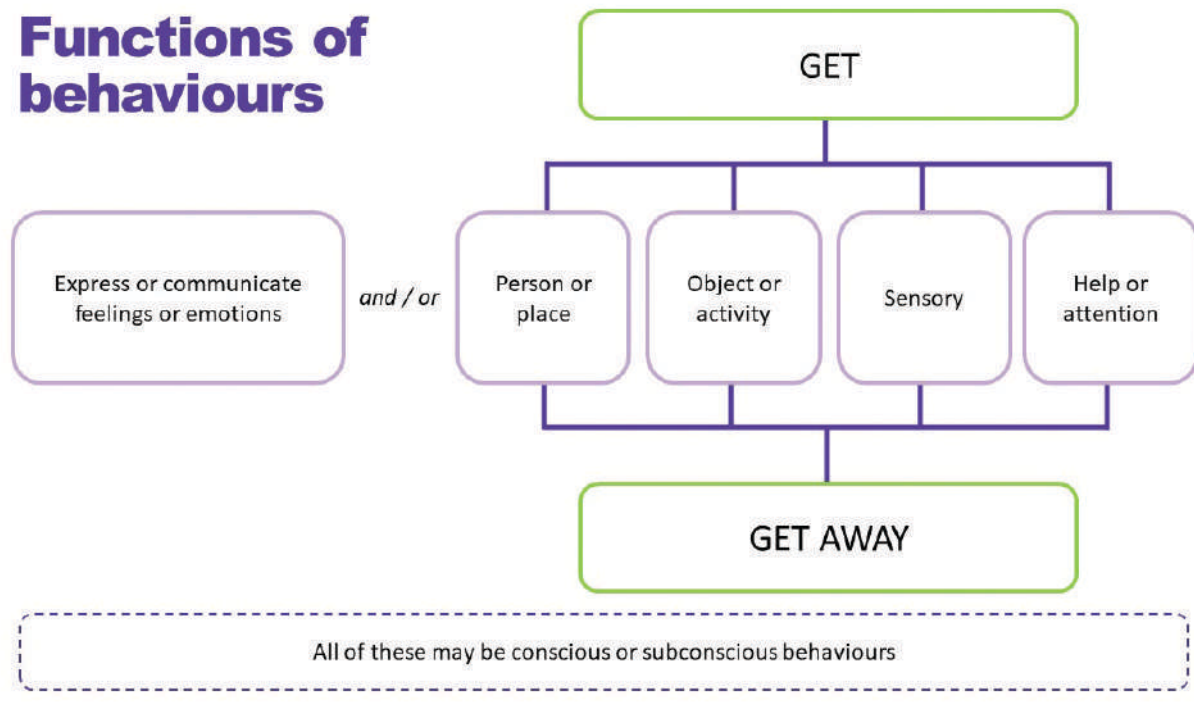 Functions of
behaviours
GET
Express or communicate
feelings or emotions
and / or
Person or
place
Object or
activity
Sensory
Help or
attention
GET AWAY
All of these may be conscious or subconscious behaviours